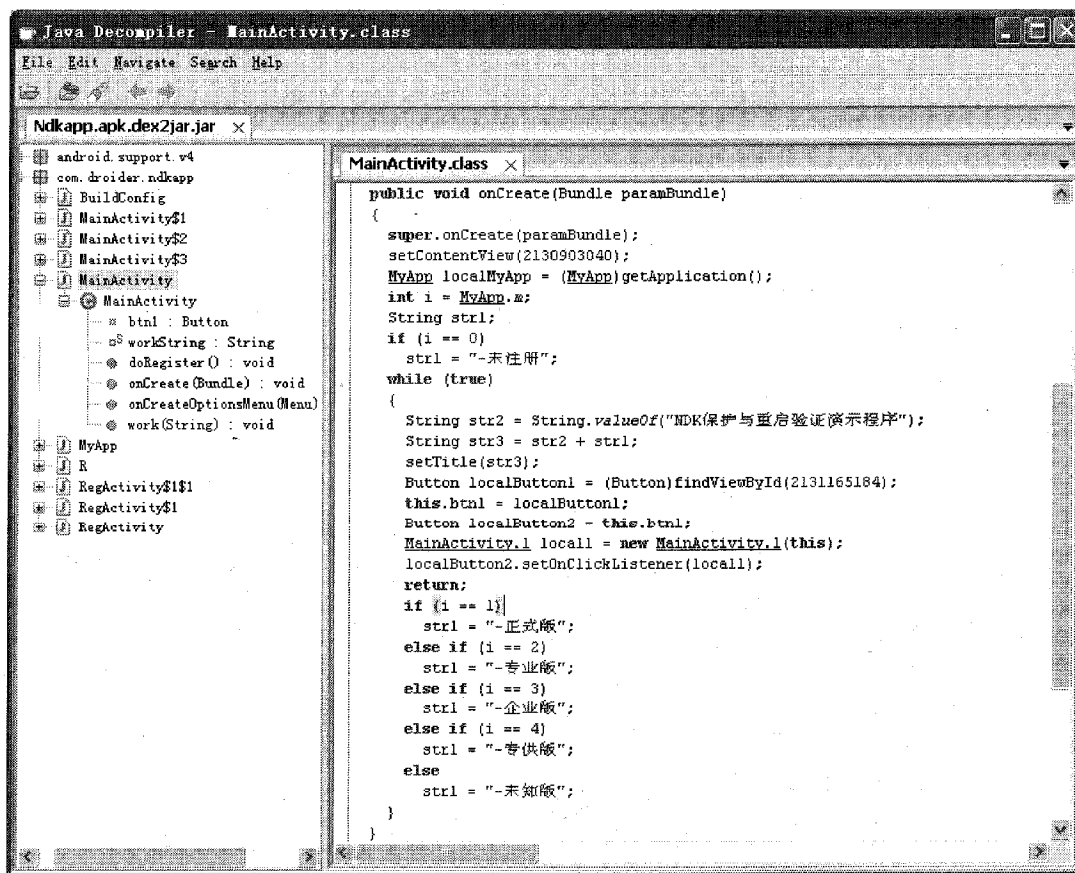 Java Decompiler - MainActivity.class
File Edit Navigate Search Help
Ndkapp.apk.dex2jar.jar
android.support.v4
com.droider.ndkapp
BuildConfig
MainActivity$1
MainActivity$2
MainActivity$3
MainActivity
MainActivity
btn1 : Button
workString : String
doRegister() : void
onCreate(Bundle) : void
onCreateOptionsMenu(Menu)
work(String) : void
MyApp
R
RegActivity$1$1
RegActivity$1
RegActivity
MainActivity.class
public void onCreate(Bundle paramBundle)
{
super.onCreate(paramBundle);
setContentView(2130903040);
MyApp localMyApp = (MyApp)getApplication();
int i = MyApp.m;
String str1;
if (i == 0)
str1 = "-未注册";
while (true)
{
String str2 = String.valueOf("NDK保护与重启验证演示程序");
String str3 = str2 + str1;
setTitle(str3);
Button localButton1 = (Button)findViewById(2131165184);
this.btn1 = localButton1;
Button localButton2 = this.btn1;
MainActivity.1 local1 = new MainActivity.1(this);
localButton2.setOnClickListener(local1);
return;
if (i == 1)
str1 = "-正式版";
else if (i == 2)
str1 = "-专业版";
else if (i == 3)
str1 = "-企业版";
else if (i == 4)
str1 = "-专供版";
else
str1 = "-未知版";
}
}